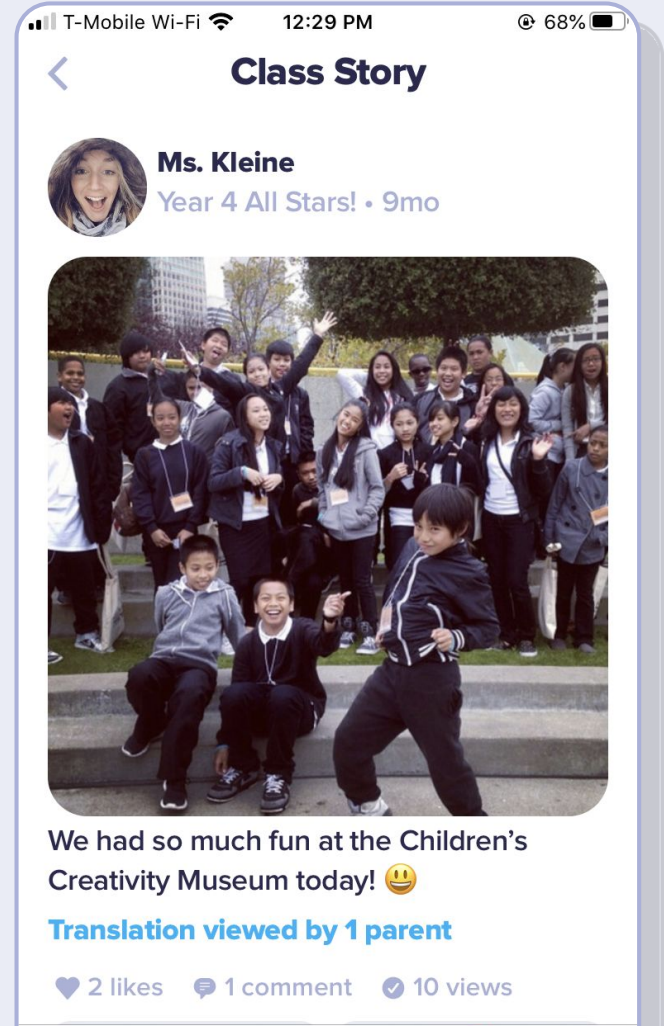 T-Mobile Wi-Fi 12:29 PM 68%
Class Story
Ms. Kleine
Year 4 All Stars! • 9mo
We had so much fun at the Children's
Creativity Museum today! 😃
Translation viewed by 1 parent
2 likes 1 comment 10 views